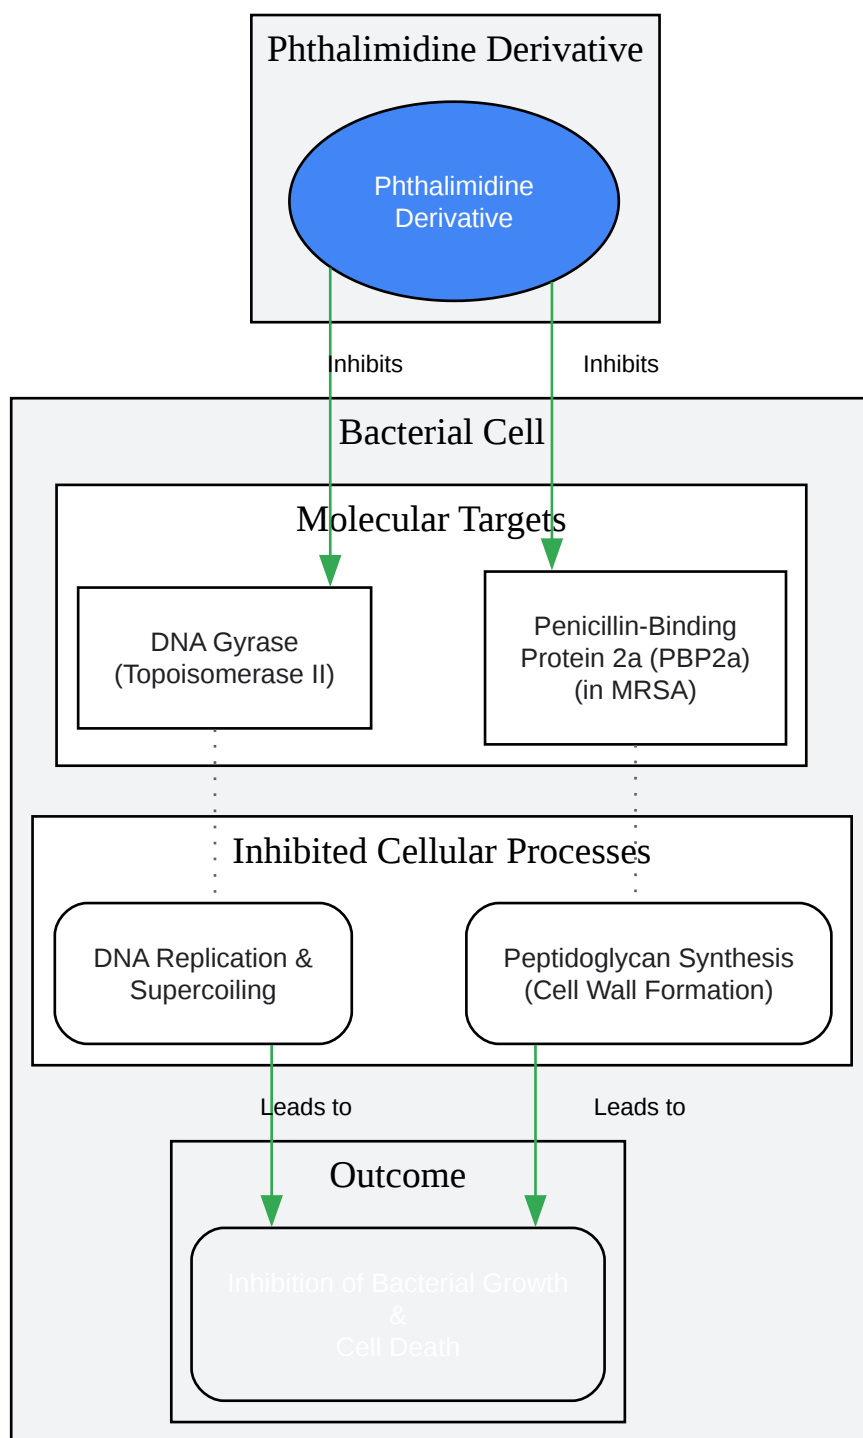 Phthalimidine Derivative
Phthalimidine
Derivative
Inhibits
Inhibits
Bacterial Cell
Molecular Targets
DNA Gyrase
(Topoisomerase II)
Penicillin-Binding
Protein 2a (PBP2a)
(in MRSA)
Inhibited Cellular Processes
DNA Replication &
Supercoiling
Peptidoglycan Synthesis
(Cell Wall Formation)
Leads to
Leads to
Outcome
Inhibition of Bacterial Growth
&
Cell Death